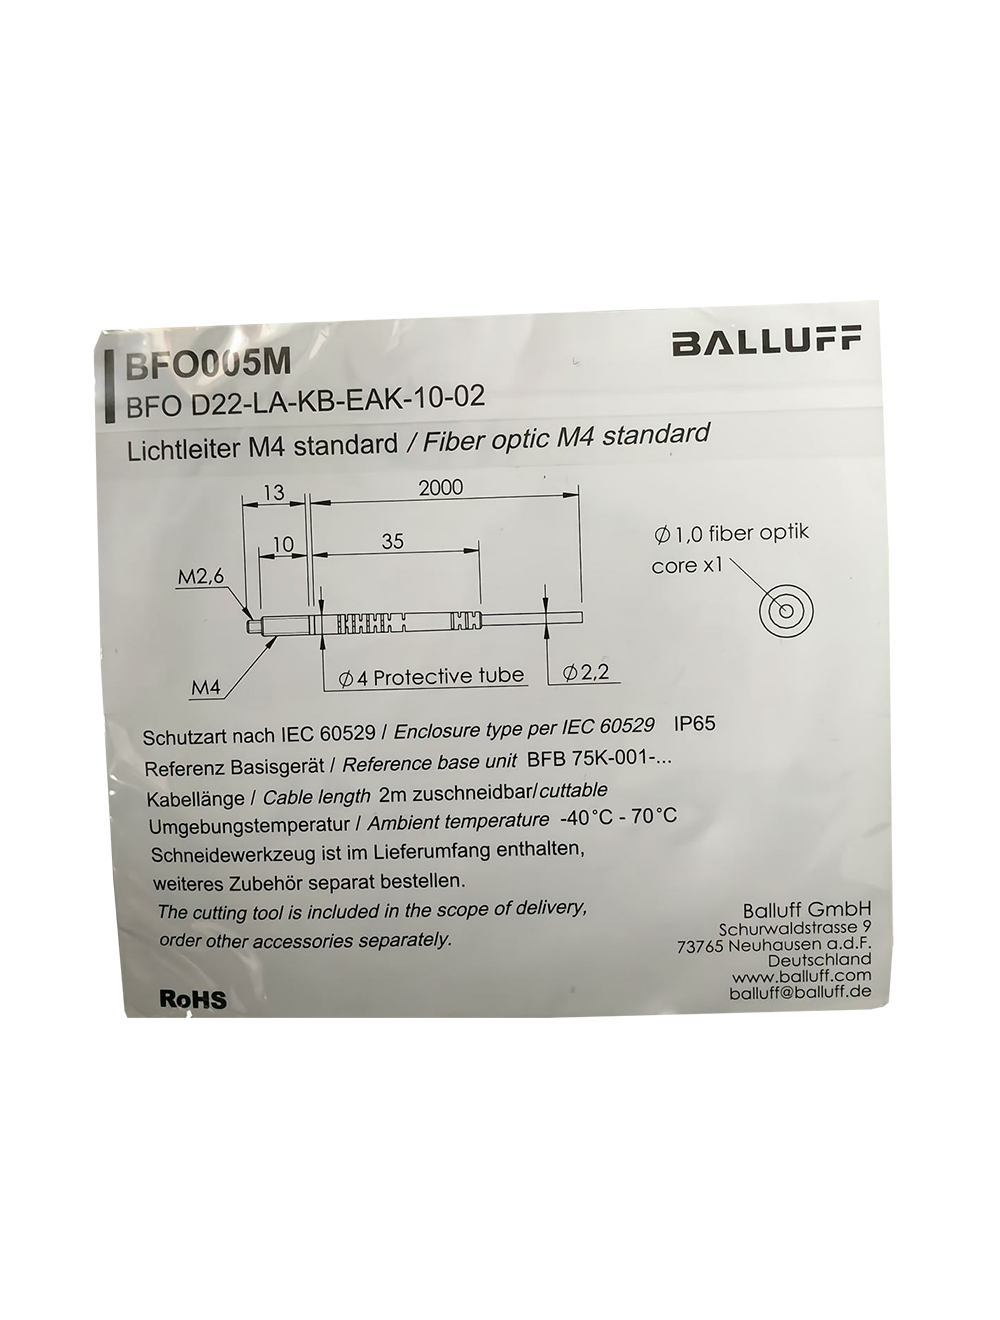 BFO005M
BALLUFF
BFO D22-LA-KB-EAK-10-02
Lichtleiter M4 standard / Fiber optic M4 standard
13
2000
10
35
M2,6
M4
Ø4 Protective tube
Ø2,2
Ø1,0 fiber optik
core x1
Schutzart nach IEC 60529 / Enclosure type per IEC 60529 IP65
Referenz Basisgerät / Reference base unit BFB 75K-001-...
Kabellänge / Cable length 2m zuschneidbar/cuttable
Umgebungstemperatur / Ambient temperature -40°C - 70°C
Schneidewerkzeug ist im Lieferumfang enthalten,
weiteres Zubehör separat bestellen.
The cutting tool is included in the scope of delivery,
order other accessories separately.
RoHS
Balluff GmbH
Schurwaldstrasse 9
73765 Neuhausen a.d.F.
Deutschland
www.balluff.com
balluff@balluff.de